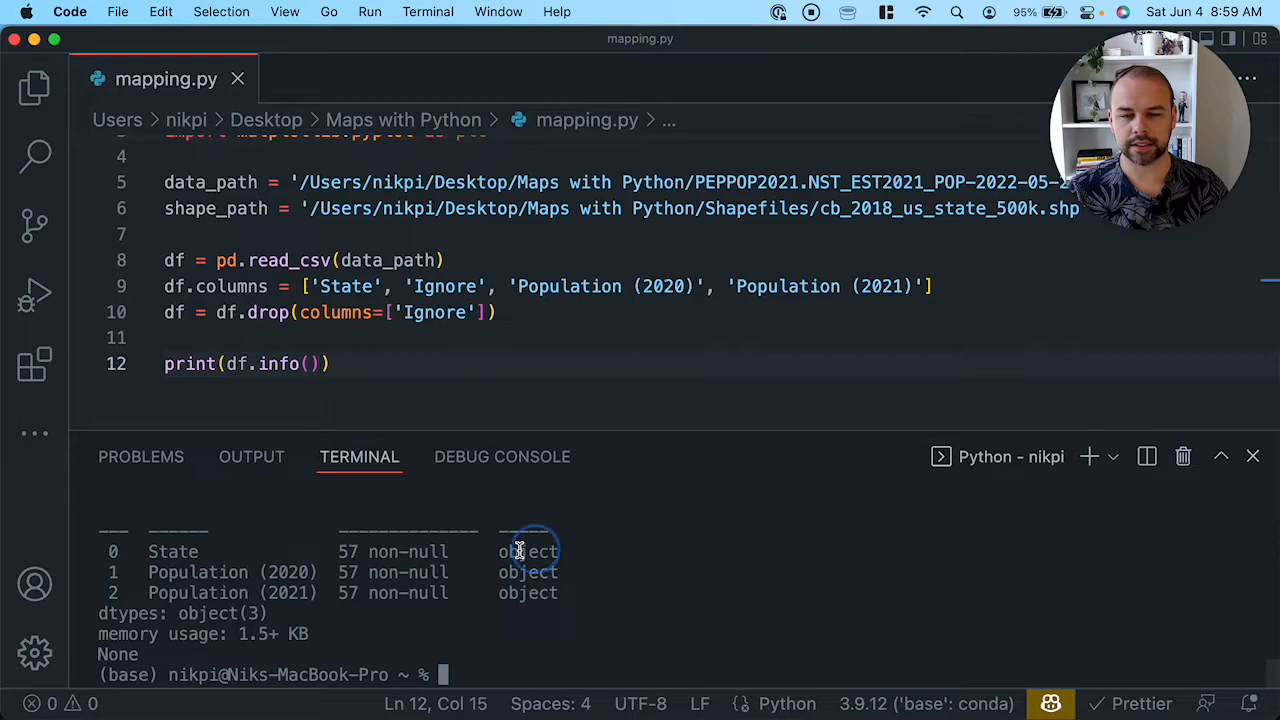 Code File Edit Selection View Go Run Terminal Window Help 95% Sat Jun 4 8:59 AM
mapping.py
mapping.py
Users > nikpi > Desktop > Maps with Python > mapping.py > ...
3 import matplotlib.pyplot as plt
4
5 data_path = '/Users/nikpi/Desktop/Maps with Python/PEPPOP2021.NST_EST2021_POP-2022-05-2
6 shape_path = '/Users/nikpi/Desktop/Maps with Python/Shapefiles/cb_2018_us_state_500k.shp
7
8 df = pd.read_csv(data_path)
9 df.columns = ['State', 'Ignore', 'Population (2020)', 'Population (2021)']
10 df = df.drop(columns=['Ignore'])
11
12 print(df.info())
PROBLEMS OUTPUT TERMINAL DEBUG CONSOLE Python - nikpi
--- ------ -------------- -----
0 State 57 non-null object
1 Population (2020) 57 non-null object
2 Population (2021) 57 non-null object
dtypes: object(3)
memory usage: 1.5+ KB
None
(base) nikpi@Niks-MacBook-Pro ~ %
0 0 Ln 12, Col 15 Spaces: 4 UTF-8 LF Python 3.9.12 ('base': conda) Prettier